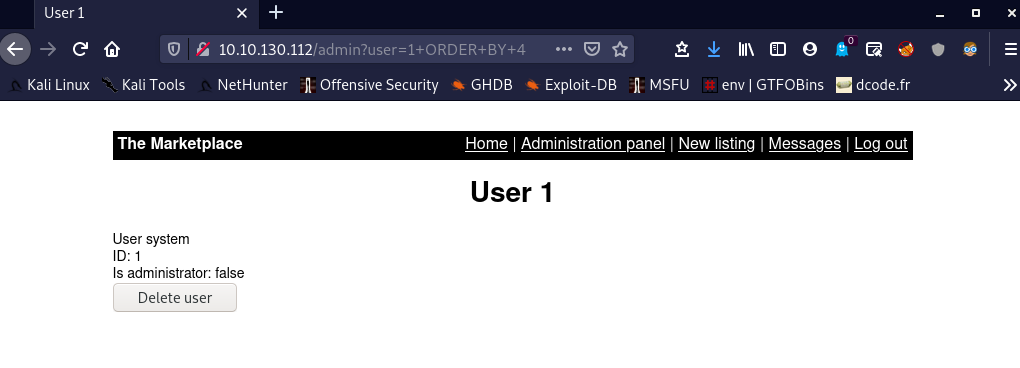 User 1
10.10.130.112/admin?user=1+ORDER+BY+4
0
Kali Linux Kali Tools NetHunter Offensive Security GHDB Exploit-DB MSFU env | GTFOBins dcode.fr
The Marketplace Home | Administration panel | New listing | Messages | Log out
User 1
User system
ID: 1
Is administrator: false
Delete user